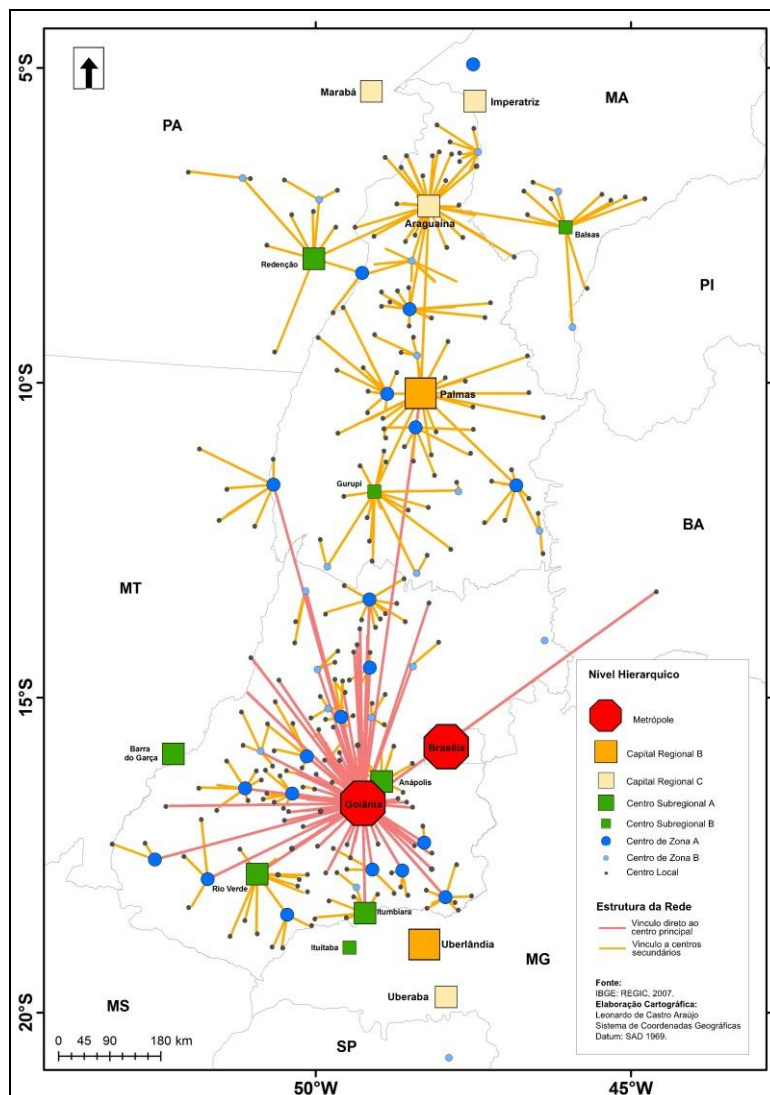 5°S
Marabá
Imperatriz
MA
PA
Araguaína
Balsas
Redenção
PI
10°S
Palmas
Gurupi
BA
MT
15°S
Barra
do Garça
Brasília
Anápolis
Goiânia
Rio Verde
Itumbiara
Ituitaba
Uberlândia
Uberaba
MG
MS
20°S
SP
0 45 90 180 km
50°W
45°W
Nível Hierarquico
Metrópole
Capital Regional B
Capital Regional C
Centro Subregional A
Centro Subregional B
Centro de Zona A
Centro de Zona B
Centro Local
Estrutura da Rede
Vinculo direto ao
centro principal
Vinculo a centros
secundários
Fonte:
IBGE: REGIC, 2007.
Elaboração Cartográfica:
Leonardo de Castro Araújo
Sistema de Coordenadas Geográficas
Datum: SAD 1969.